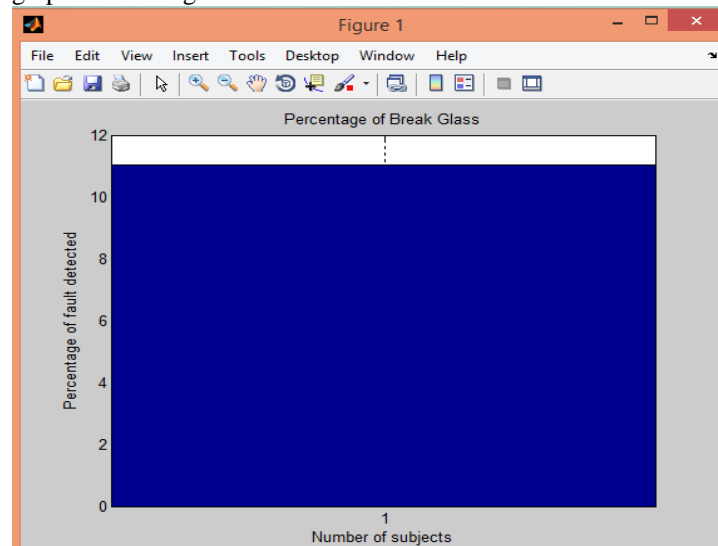 Figure 1
File Edit View Insert Tools Desktop Window Help
Percentage of Break Glass
12
10
8
6
4
2
0
Percentage of fault detected
1
Number of subjects